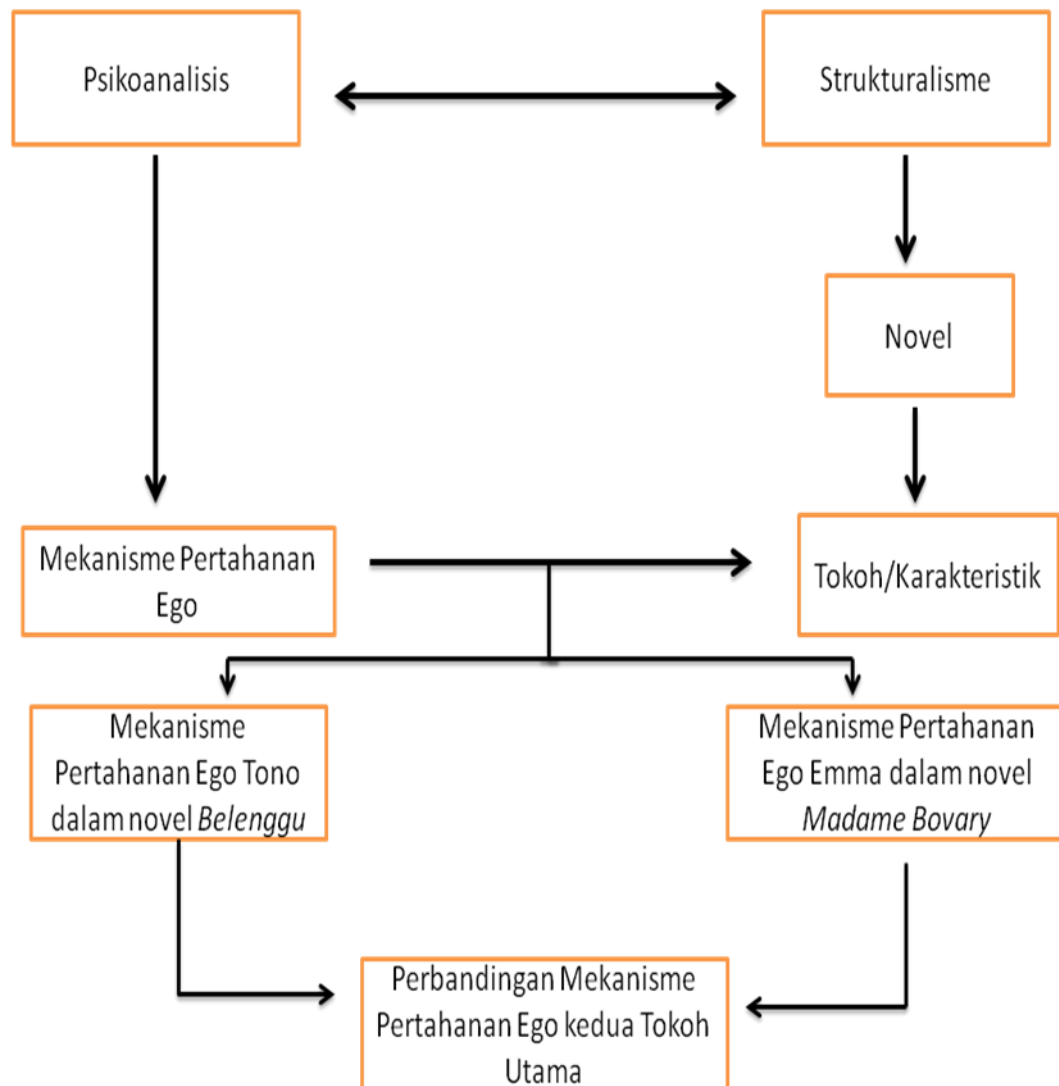 Psikoanalisis
Strukturalisme
Novel
Mekanisme Pertahanan
Ego
Tokoh/Karakteristik
Mekanisme
Pertahanan Ego Tono
dalam novel Belenggu
Mekanisme Pertahanan
Ego Emma dalam novel
Madame Bovary
Perbandingan Mekanisme
Pertahanan Ego kedua Tokoh
Utama